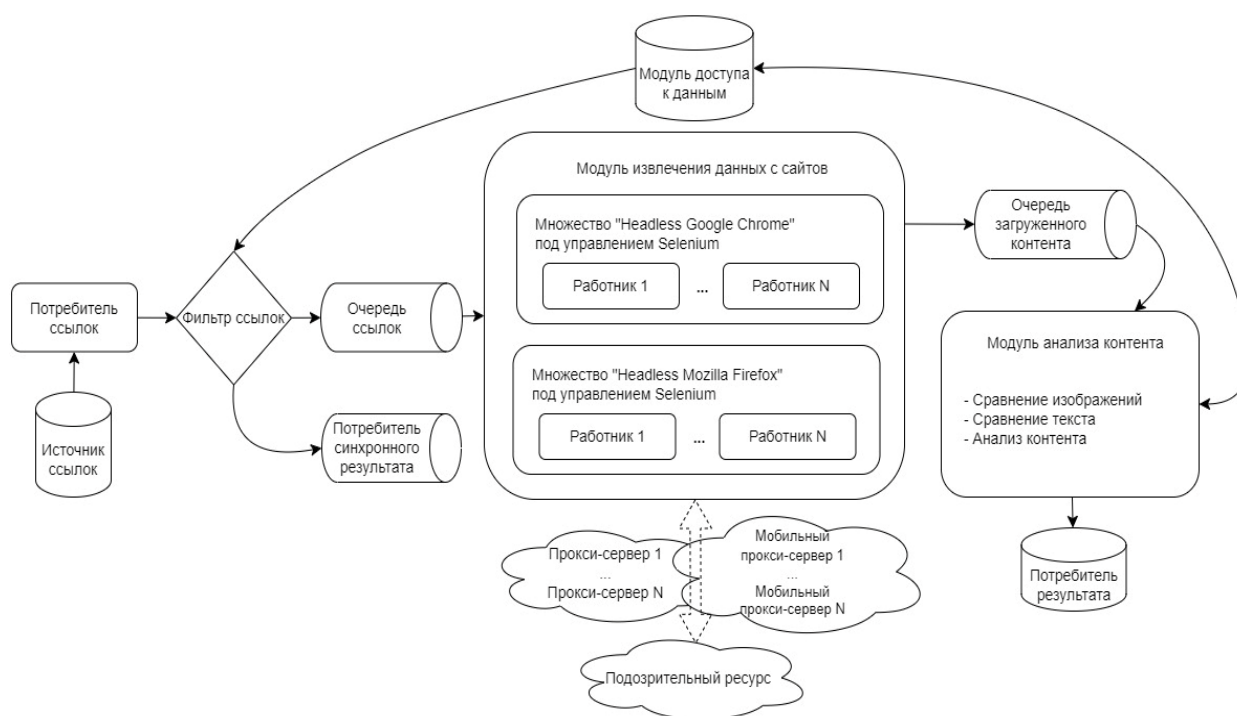 Модуль доступа
к данным
Модуль извлечения данных с сайтов
Множество "Headless Google Chrome"
под управлением Selenium
Работник 1
...
Работник N
Очередь
загруженного
контента
Потребитель
ссылок
Фильтр ссылок
Очередь
ссылок
Множество "Headless Mozilla Firefox"
под управлением Selenium
Работник 1
...
Работник N
Модуль анализа контента
- Сравнение изображений
- Сравнение текста
- Анализ контента
Источник
ссылок
Потребитель
синхронного
результата
Прокси-сервер 1
...
Прокси-сервер N
Мобильный
прокси-сервер 1
...
Мобильный
прокси-сервер N
Потребитель
результата
Подозрительный ресурс